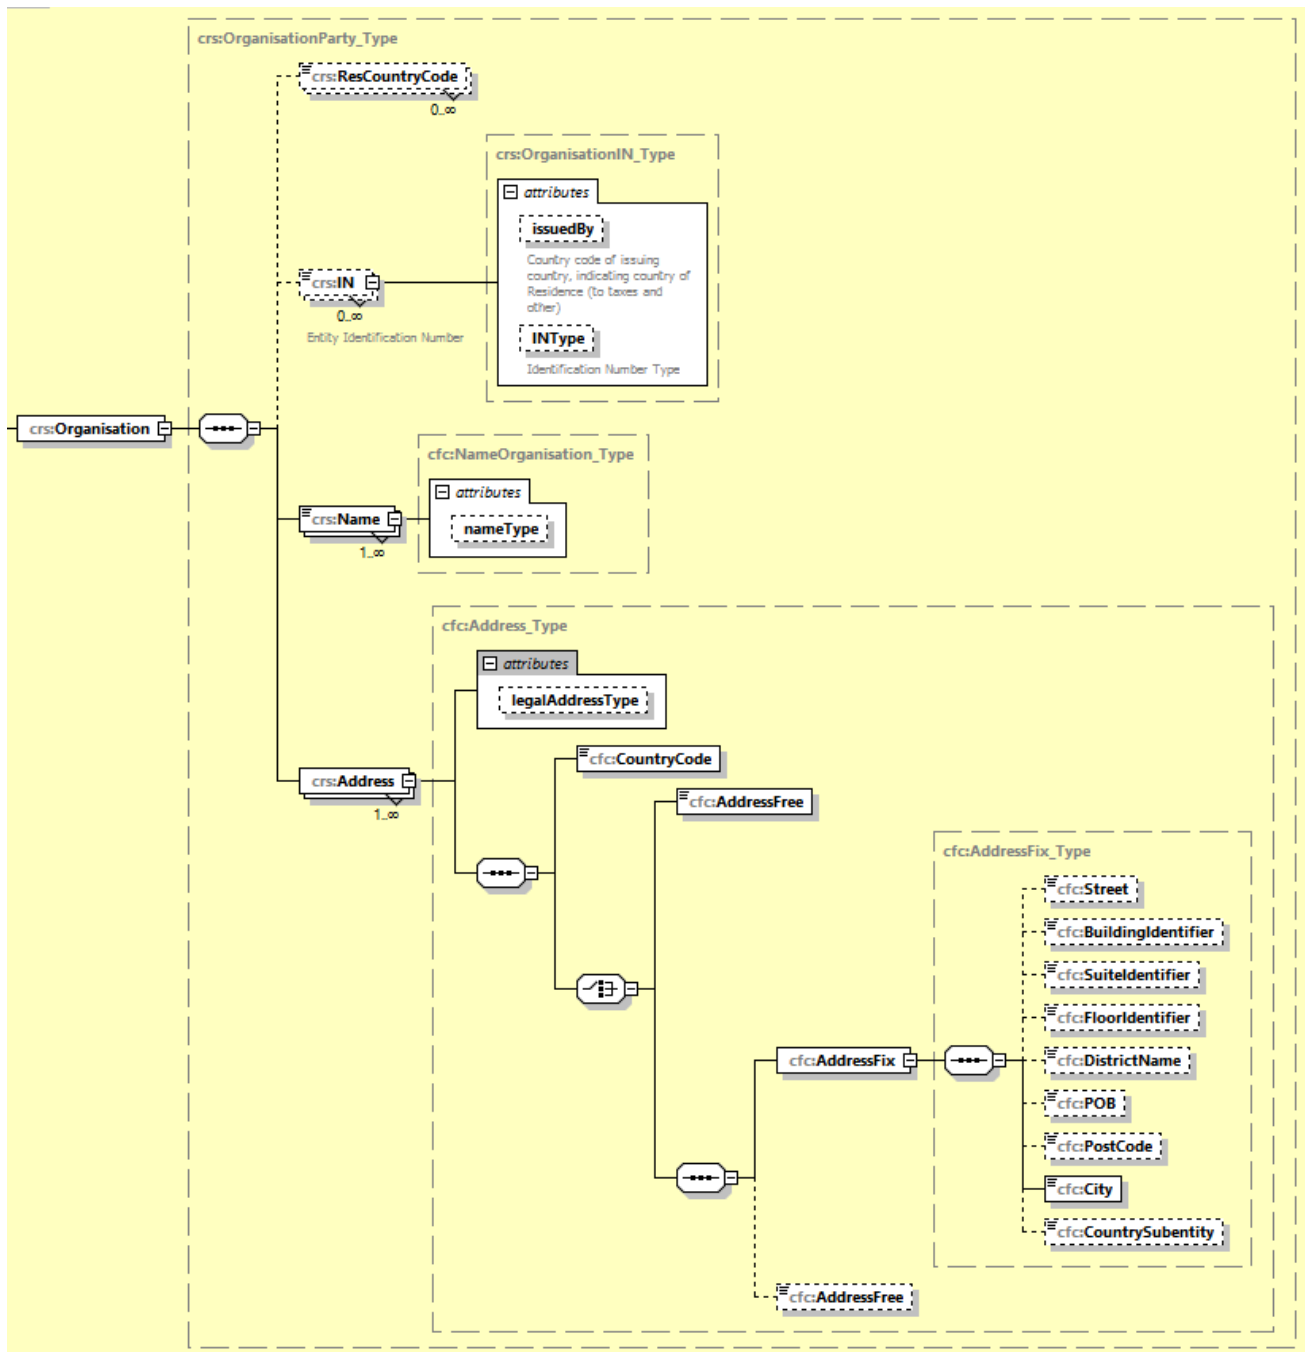 crs:OrganisationParty_Type
crs:ResCountryCode
0..∞
crs:OrganisationIN_Type
attributes
issuedBy
Country code of issuing
country, indicating country of
Residence (to taxes and
other)
crs:IN
0..∞
Entity Identification Number
INType
Identification Number Type
crs:Organisation
cfc:NameOrganisation_Type
attributes
crs:Name
nameType
1..∞
cfc:Address_Type
attributes
legalAddressType
cfc:CountryCode
crs:Address
1..∞
cfc:AddressFree
cfc:AddressFix_Type
cfc:Street
cfc:BuildingIdentifier
cfc:SuiteIdentifier
cfc:FloorIdentifier
cfc:AddressFix
cfc:DistrictName
cfc:POB
cfc:PostCode
cfc:City
cfc:CountrySubentity
cfc:AddressFree